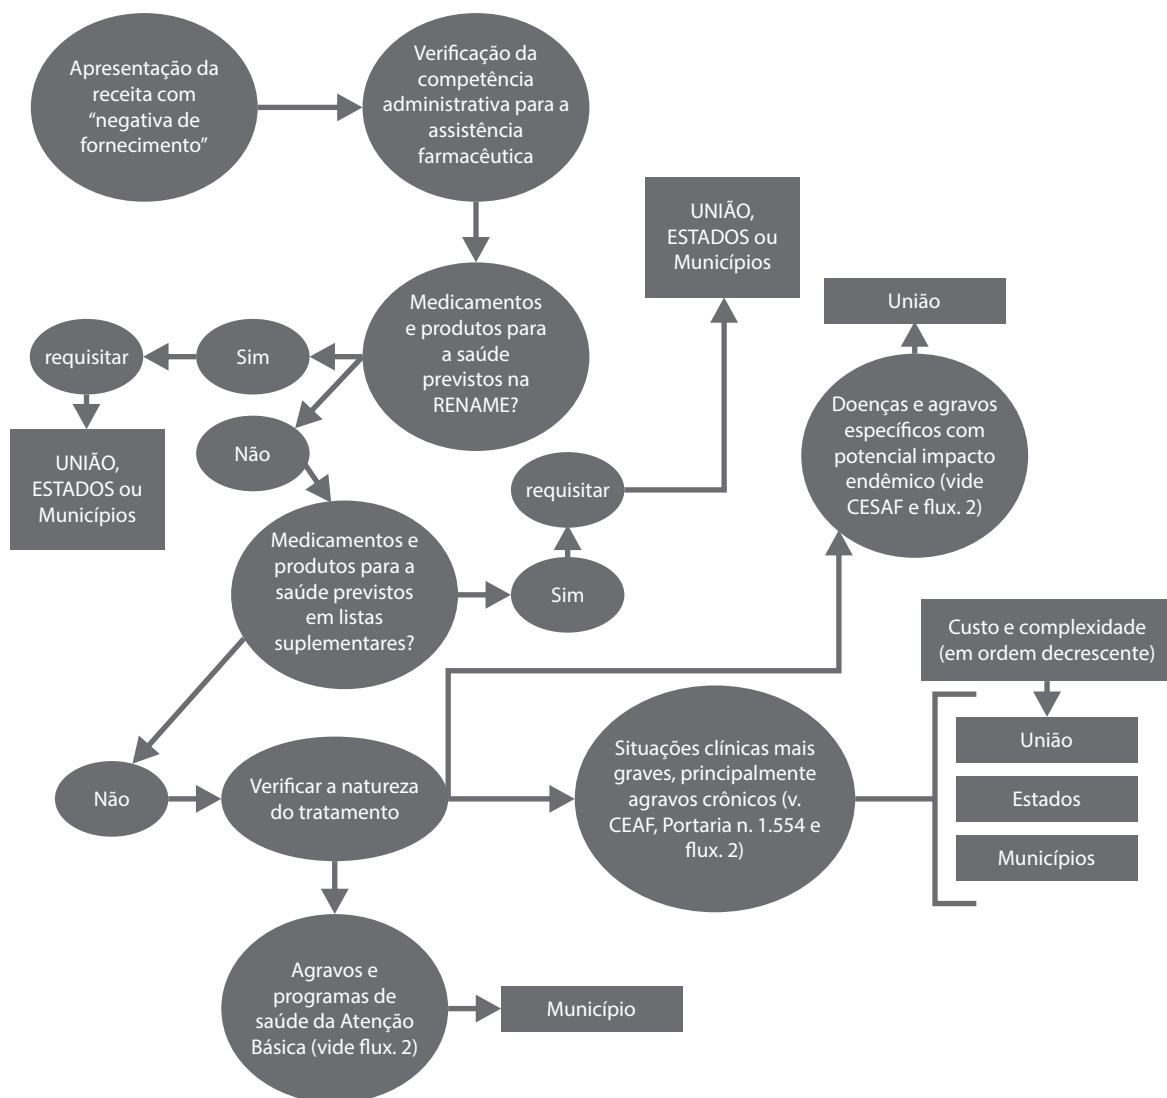 Apresentação da
receita com
“negativa de
fornecimento”
Verificação da
competência
administrativa para a
assistência
farmacêutica
UNIÃO,
ESTADOS ou
Municípios
Medicamentos
e produtos para
a saúde
previstos na
RENAME?
União
requisitar
Sim
Não
UNIÃO,
ESTADOS ou
Municípios
Doenças e agravos
específicos com
potencial impacto
endêmico (vide
CESAF e flux. 2)
requisitar
Medicamentos e
produtos para a
saúde previstos
em listas
suplementares?
Sim
Custo e complexidade
(em ordem decrescente)
União
Estados
Municípios
Não
Verificar a natureza
do tratamento
Situações clínicas mais
graves, principalmente
agravos crônicos (v.
CEAF, Portaria n. 1.554 e
flux. 2)
Agravos e
programas de
saúde da Atenção
Básica (vide flux. 2)
Município